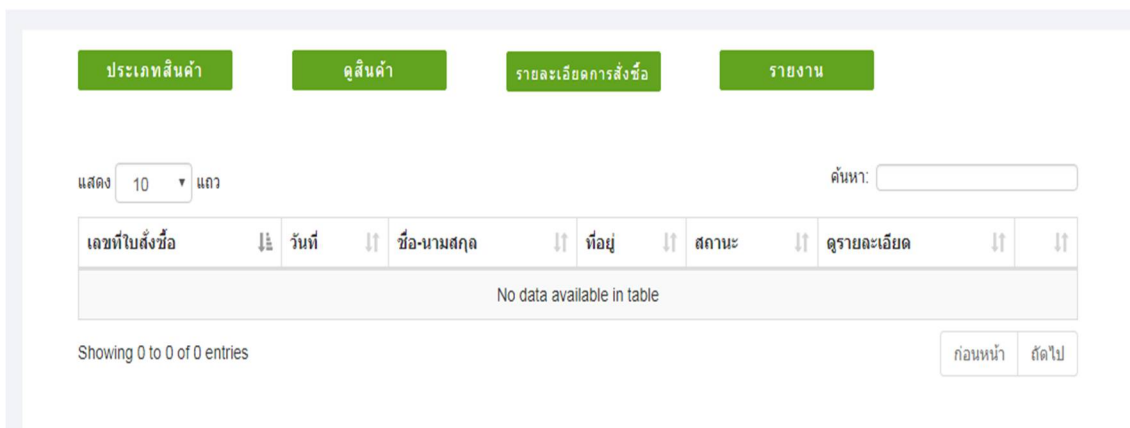 ประเภทสินค้า ดูสินค้า รายละเอียดการสั่งซื้อ รายงาน
แสดง 10 แถว ค้นหา:
เลขที่ใบสั่งซื้อ วันที่ ชื่อ-นามสกุล ที่อยู่ สถานะ ดูรายละเอียด
No data available in table
Showing 0 to 0 of 0 entries ก่อนหน้า ถัดไป